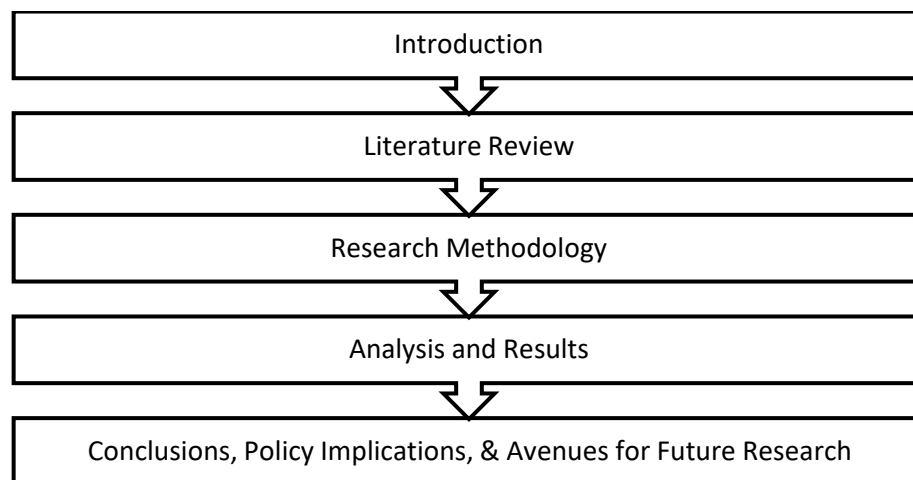 Introduction
Literature Review
Research Methodology
Analysis and Results
Conclusions, Policy Implications, & Avenues for Future Research